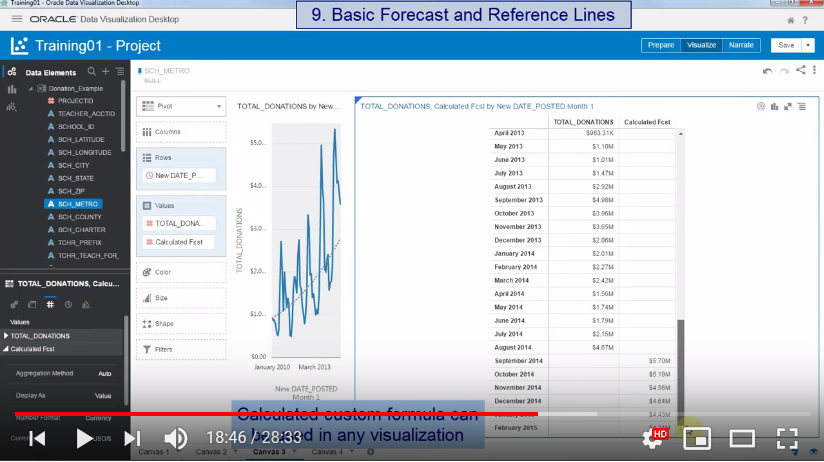 Training01 - Oracle Data Visualization Desktop
9. Basic Forecast and Reference Lines
ORACLE Data Visualization Desktop
Training01 - Project
Prepare
Visualize
Narrate
Save
Data Elements
Donation_Example
PROJECTID
TEACHER_ACCTID
SCHOOL_ID
SCH_LATITUDE
SCH_LONGITUDE
SCH_CITY
SCH_STATE
SCH_ZIP
SCH_METRO
SCH_COUNTY
SCH_CHARTER
TCHR_PREFIX
TCHR_TEACH_FOR_
TOTAL_DONATIONS, Calcu...
Values
TOTAL_DONATIONS
Calculated Fcst
Aggregation Method
Auto
Display As
Value
Number Format
Currency
SCH_METRO
NULL
Pivot
Columns
Rows
New DATE_P...
Values
TOTAL_DONA...
Calculated Fcst
Color
Size
Shape
Filters
TOTAL_DONATIONS by New ...
TOTAL_DONATIONS
$5.0...
$4.0...
$3.0...
$2.0...
$1.0...
$0.00
January 2010 March 2013
New DATE_POSTED
Month 1
TOTAL_DONATIONS, Calculated Fcst by New DATE_POSTED Month 1
TOTAL_DONATIONS Calculated Fcst
April 2013 $983.31K
May 2013 $1.10M
June 2013 $1.01M
July 2013 $1.47M
August 2013 $2.92M
September 2013 $4.98M
October 2013 $3.96M
November 2013 $3.65M
December 2013 $2.06M
January 2014 $2.01M
February 2014 $2.27M
March 2014 $2.42M
April 2014 $1.56M
May 2014 $1.74M
June 2014 $1.79M
July 2014 $2.15M
August 2014 $4.67M
September 2014 $5.70M
October 2014 $5.19M
November 2014 $4.56M
December 2014 $4.64M
2015 $4.43M
February 2015
Calculated custom formula can
be used in any visualization
18:46 / 28:33
HD
Canvas 1
Canvas 2
Canvas 3
Canvas 4